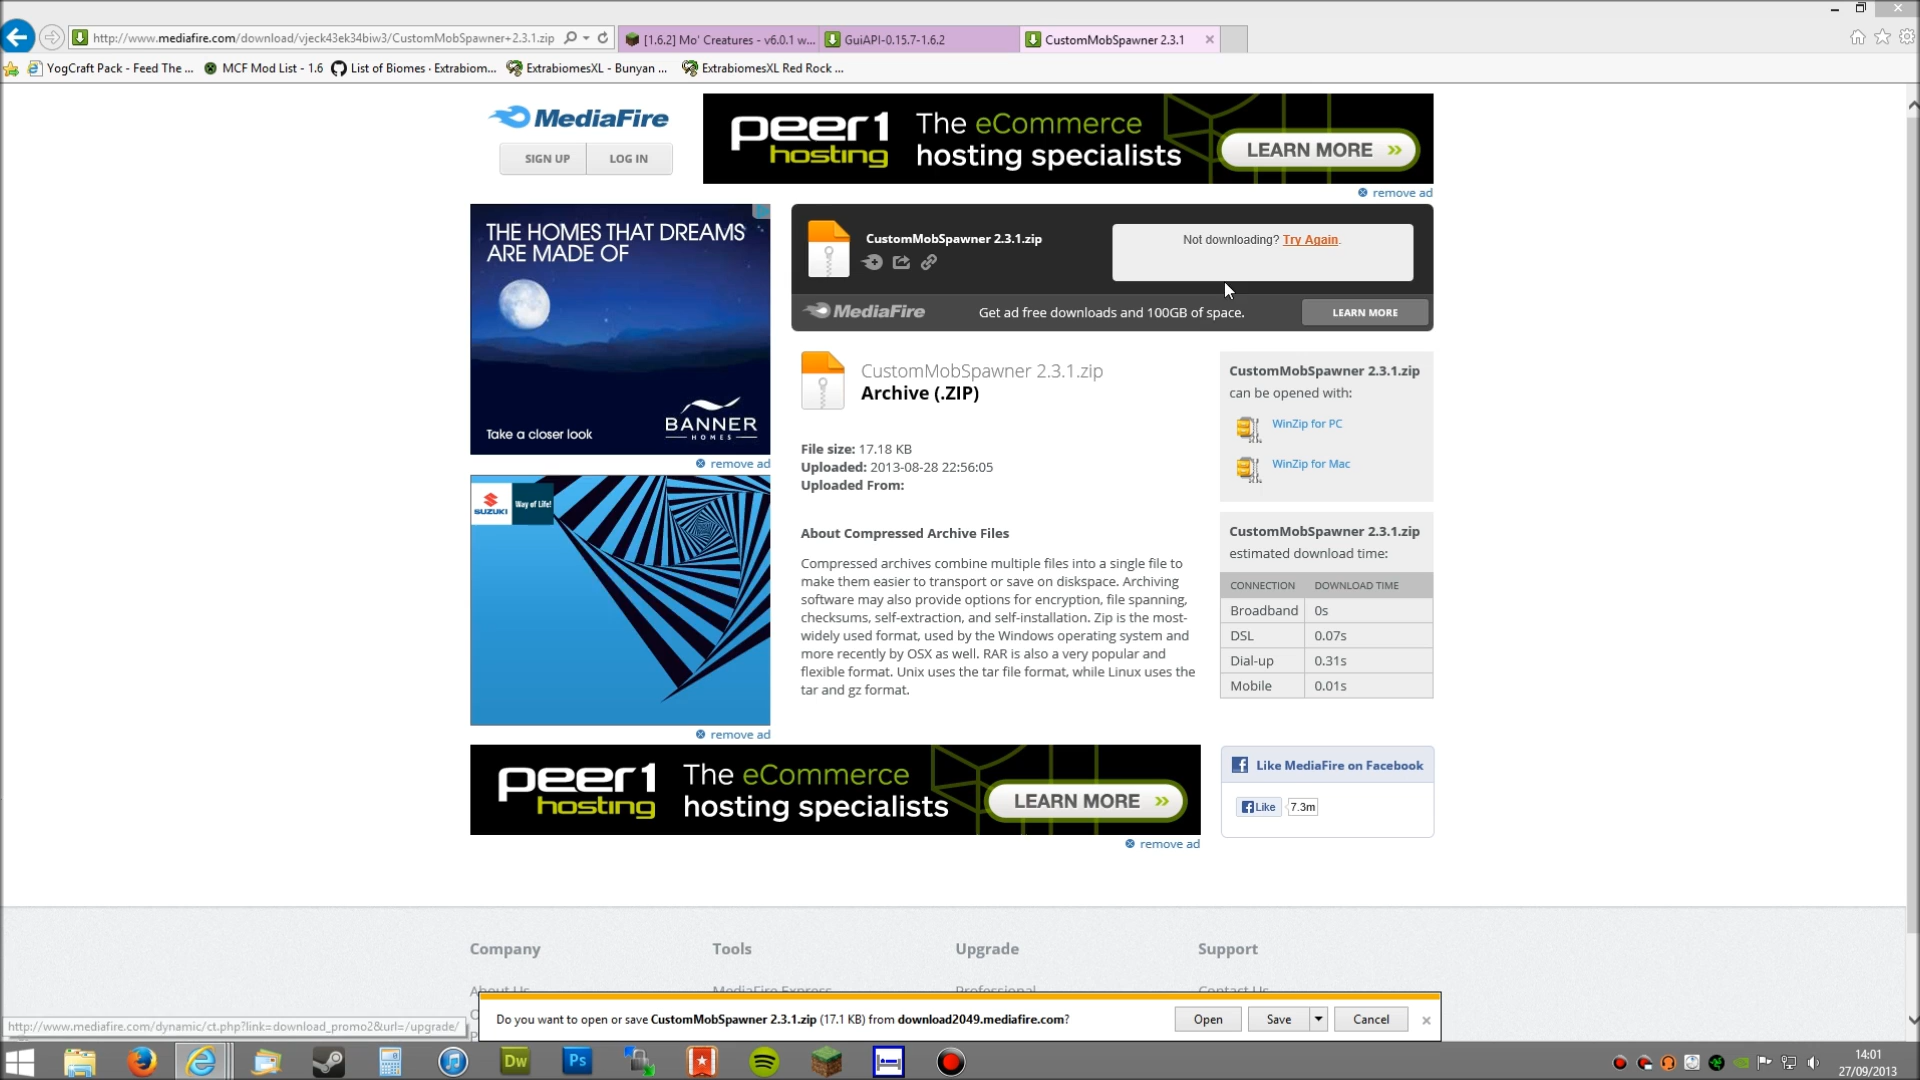 http://www.mediafire.com/download/vjeck43ek34biw3/CustomMobSpawner+2.3.1.zip
[1.6.2] Mo' Creatures - v6.0.1 w...
GuiAPI-0.15.7-1.6.2
CustomMobSpawner 2.3.1
YogCraft Pack - Feed The ...
MCF Mod List - 1.6
List of Biomes · Extrabiom...
ExtrabiomesXL - Bunyan ...
ExtrabiomesXL Red Rock ...
MediaFire
SIGN UP
LOG IN
peer1 hosting
The eCommerce
hosting specialists
LEARN MORE »
remove ad
THE HOMES THAT DREAMS
ARE MADE OF
Take a closer look
BANNER
HOMES
remove ad
CustomMobSpawner 2.3.1.zip
Not downloading? Try Again.
MediaFire
Get ad free downloads and 100GB of space.
LEARN MORE
CustomMobSpawner 2.3.1.zip
Archive (.ZIP)
File size: 17.18 KB
Uploaded: 2013-08-28 22:56:05
Uploaded From:
About Compressed Archive Files
Compressed archives combine multiple files into a single file to
make them easier to transport or save on diskspace. Archiving
software may also provide options for encryption, file spanning,
checksums, self-extraction, and self-installation. Zip is the most-
widely used format, used by the Windows operating system and
more recently by OSX as well. RAR is also a very popular and
flexible format. Unix uses the tar file format, while Linux uses the
tar and gz format.
CustomMobSpawner 2.3.1.zip
can be opened with:
WinZip for PC
WinZip for Mac
CustomMobSpawner 2.3.1.zip
estimated download time:
CONNECTION DOWNLOAD TIME
Broadband 0s
DSL 0.07s
Dial-up 0.31s
Mobile 0.01s
SUZUKI
Way of Life!
remove ad
peer1 hosting
The eCommerce
hosting specialists
LEARN MORE »
remove ad
Like MediaFire on Facebook
Like
7.3m
Company
Tools
Upgrade
Support
About Us
MediaFire Express
Professional
Contact Us
http://www.mediafire.com/dynamic/ct.php?link=download_promo2&url=/upgrade/
Do you want to open or save CustomMobSpawner 2.3.1.zip (17.1 KB) from download2049.mediafire.com?
Open
Save
Cancel
Dw
Ps
14:01
27/09/2013